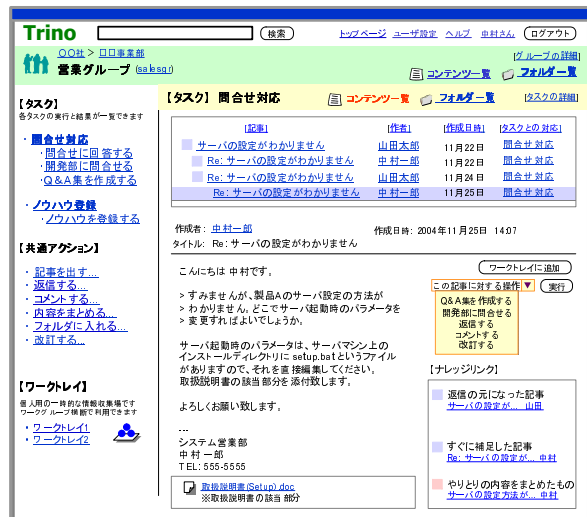 Trino
検索
トップページ ユーザ設定 ヘルプ 中村さん ログアウト
〇〇社 > 口口事業部
営業グループ (salesgr)
[グループの詳細]
コンテンツ一覧 フォルダ一覧
【タスク】
各タスクの実行と結果が一覧できます
・問合せ対応
・問合せに回答する
・開発部に問合せる
・Q&A集を作成する
・ノウハウ登録
・ノウハウを登録する
【共通アクション】
・記事を出す...
・返信する...
・コメントする...
・内容をまとめる...
・フォルダに入れる...
・改訂する...
【ワークトレイ】
個人用の一時的な情報収集場です
ワークグループ横断で利用できます
・ワークトレイ1
・ワークトレイ2
【タスク】 問合せ対応
コンテンツ一覧 フォルダ一覧
[タスクの詳細]
[記事] [作者] [作成日時] [タスクとの対応]
サーバの設定がわかりません 山田太郎 11月22日 問合せ対応
Re: サーバの設定がわかりません 中村一郎 11月22日 問合せ対応
Re: サーバの設定がわかりません 山田太郎 11月24日 問合せ対応
Re: サーバの設定がわかりません 中村一郎 11月25日 問合せ対応
作成者: 中村一郎 作成日時: 2004年11月25日 14:07
タイトル: Re: サーバの設定がわかりません
こんにちは 中村です。
> すみませんが、製品Aのサーバ設定の方法が
> わかりません。どこでサーバ起動時のパラメータを
> 変更すればよいでしょうか。
サーバ起動時のパラメータは、サーバマシン上の
インストールディレクトリに setup.batというファイル
がありますので、それを直接編集してください。
取扱説明書の該当部分を添付致します。
よろしくお願い致します。
---
システム営業部
中村一郎
TEL: 555-5555
取扱説明書(Setup).doc
※取扱説明書の該当部分
ワークトレイに追加
この記事に対する操作▼ 実行
Q&A集を作成する
開発部に問合せる
返信する
コメントする
改訂する
【ナレッジリンク】
返信の元になった記事
サーバの設定が... 山田
すぐに補足した記事
Re: サーバの設定が... 中村
やりとりの内容をまとめたもの
サーバの設定方法が... 中村